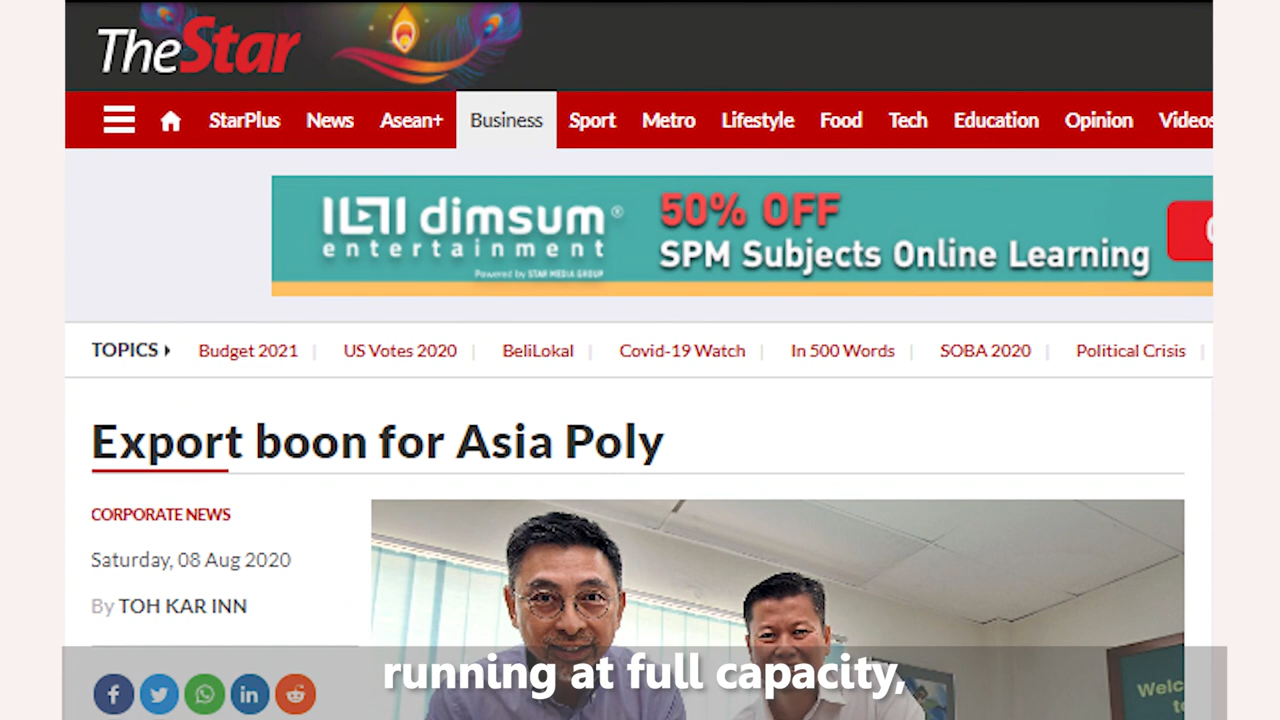 TheStar
StarPlus News Asean+ Business Sport Metro Lifestyle Food Tech Education Opinion Videos
dimsum®
entertainment
Powered by STAR MEDIA GROUP
50% OFF
SPM Subjects Online Learning
TOPICS Budget 2021 US Votes 2020 BeliLokal Covid-19 Watch In 500 Words SOBA 2020 Political Crisis
Export boon for Asia Poly
CORPORATE NEWS
Saturday, 08 Aug 2020
By TOH KAR INN
running at full capacity,